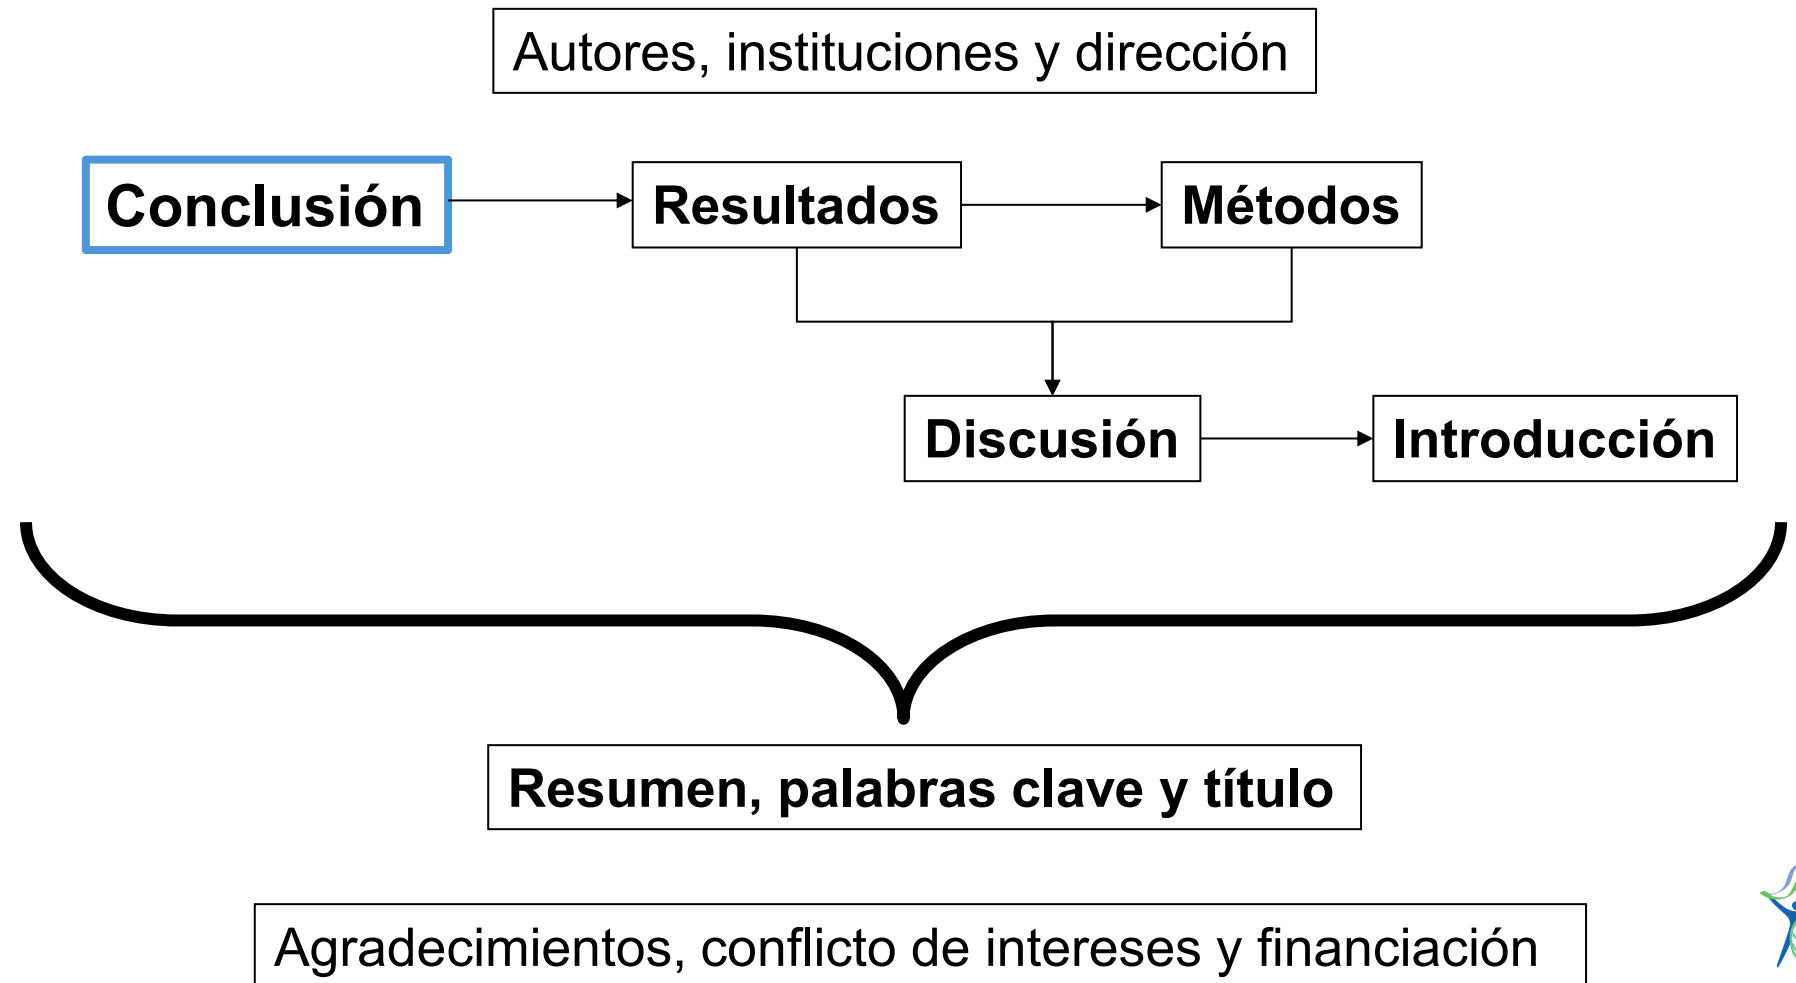 Autores, instituciones y dirección
Conclusión
Resultados
Métodos
Discusión
Introducción
Resumen, palabras clave y título
Agradecimientos, conflicto de intereses y financiación